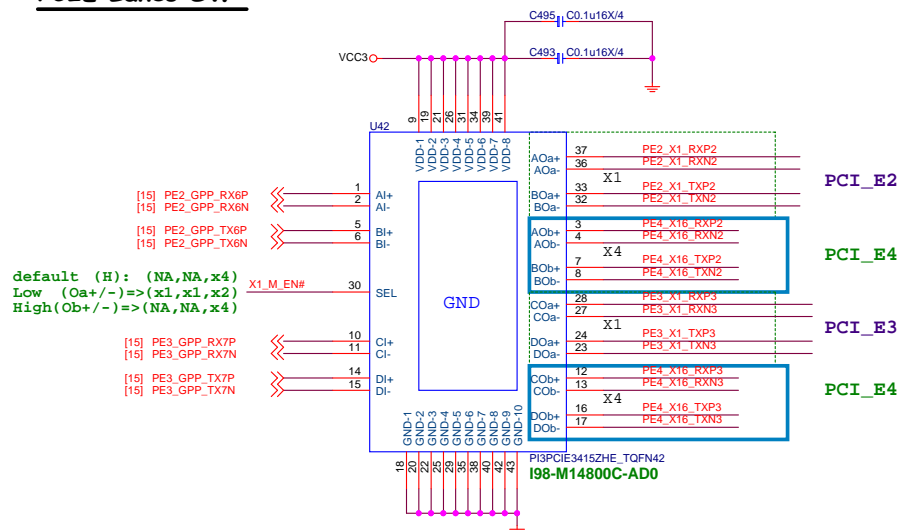 C495 C0.1u16X/4
VCC3 C493 C0.1u16X/4
9 19 21 26 31 34 39 41
U42
VDD-1 VDD-2 VDD-3 VDD-4 VDD-5 VDD-6 VDD-7 VDD-8
AOa+ 37 PE2_X1_RXP2
AOa- 36 PE2_X1_RXN2
X1 PCI_E2
[15] PE2_GPP_RX6P 1 AI+
[15] PE2_GPP_RX6N 2 AI-
BOa+ 33 PE2_X1_TXP2
BOa- 32 PE2_X1_TXN2
[15] PE2_GPP_TX6P 5 BI+
[15] PE2_GPP_TX6N 6 BI-
AOb+ 3 PE4_X16_RXP2
AOb- 4 PE4_X16_RXN2
X4 PCI_E4
BOb+ 7 PE4_X16_TXP2
BOb- 8 PE4_X16_TXN2
default (H): (NA,NA,x4)
Low (Oa+/-)=>(x1,x1,x2)
High(Ob+/-)=>(NA,NA,x4)
X1_M_EN# 30 SEL
GND
COa+ 28 PE3_X1_RXP3
COa- 27 PE3_X1_RXN3
X1 PCI_E3
[15] PE3_GPP_RX7P 10 CI+
[15] PE3_GPP_RX7N 11 CI-
DOa+ 24 PE3_X1_TXP3
DOa- 23 PE3_X1_TXN3
[15] PE3_GPP_TX7P 14 DI+
[15] PE3_GPP_TX7N 15 DI-
COb+ 12 PE4_X16_RXP3
COb- 13 PE4_X16_RXN3
X4 PCI_E4
DOb+ 16 PE4_X16_TXP3
DOb- 17 PE4_X16_TXN3
GND-1 GND-2 GND-3 GND-4 GND-5 GND-6 GND-7 GND-8 GND-9 GND-10
18 20 22 25 29 35 38 40 42 43
PI3PCIE3415ZHE_TQFN42
I98-M14800C-AD0